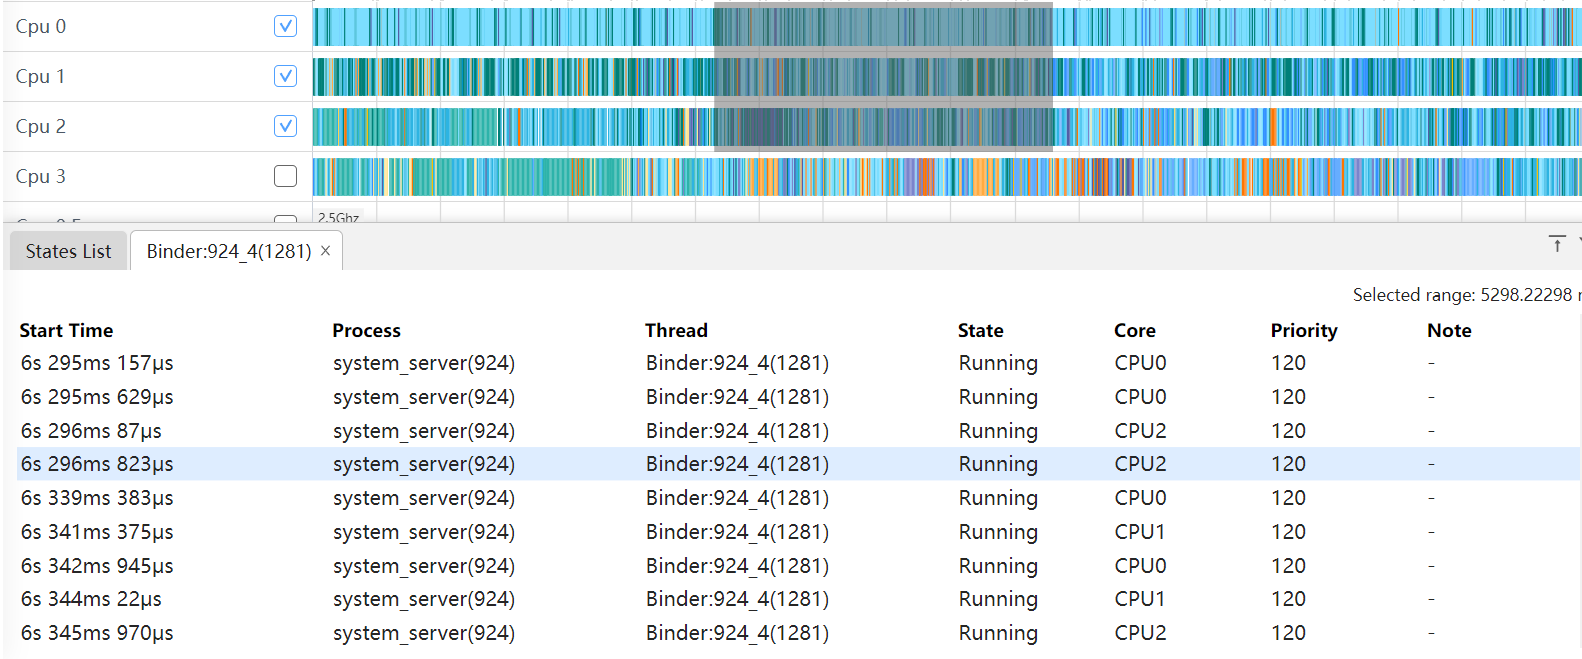 Cpu 0
Cpu 1
Cpu 2
Cpu 3
2.5Ghz
States List Binder:924_4(1281) ×
Selected range: 5298.22298
Start Time Process Thread State Core Priority Note
6s 295ms 157μs system_server(924) Binder:924_4(1281) Running CPU0 120 -
6s 295ms 629μs system_server(924) Binder:924_4(1281) Running CPU0 120 -
6s 296ms 87μs system_server(924) Binder:924_4(1281) Running CPU2 120 -
6s 296ms 823μs system_server(924) Binder:924_4(1281) Running CPU2 120 -
6s 339ms 383μs system_server(924) Binder:924_4(1281) Running CPU0 120 -
6s 341ms 375μs system_server(924) Binder:924_4(1281) Running CPU1 120 -
6s 342ms 945μs system_server(924) Binder:924_4(1281) Running CPU0 120 -
6s 344ms 22μs system_server(924) Binder:924_4(1281) Running CPU1 120 -
6s 345ms 970μs system_server(924) Binder:924_4(1281) Running CPU2 120 -